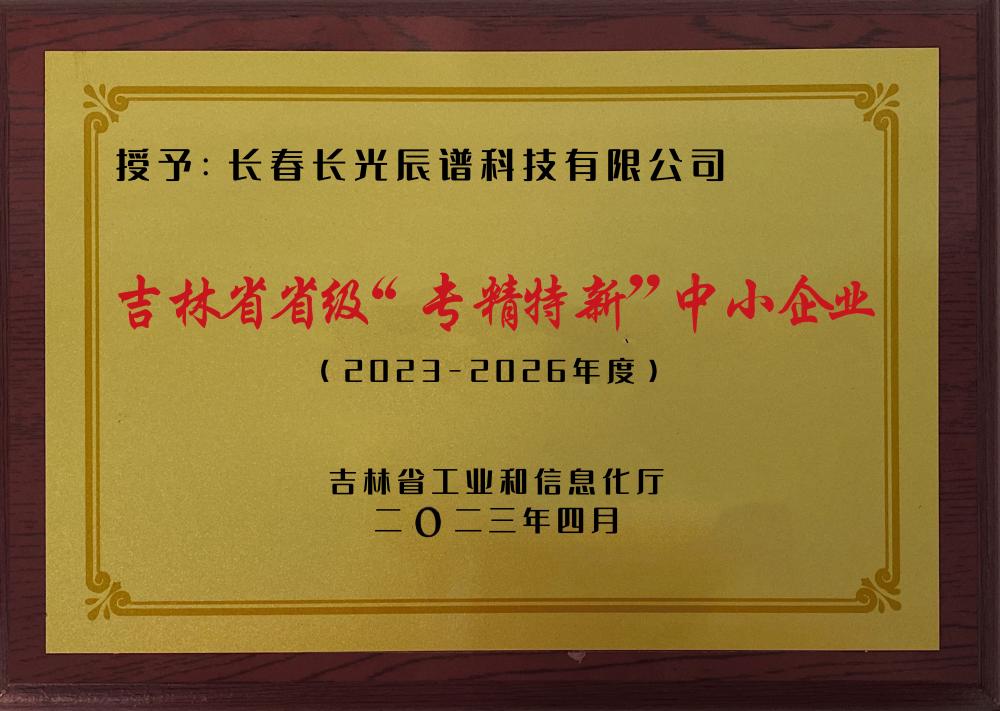 授予：长春长光辰谱科技有限公司
吉林省省级“专精特新”中小企业
（2023-2026年度）
吉林省工业和信息化厅
二〇二三年四月